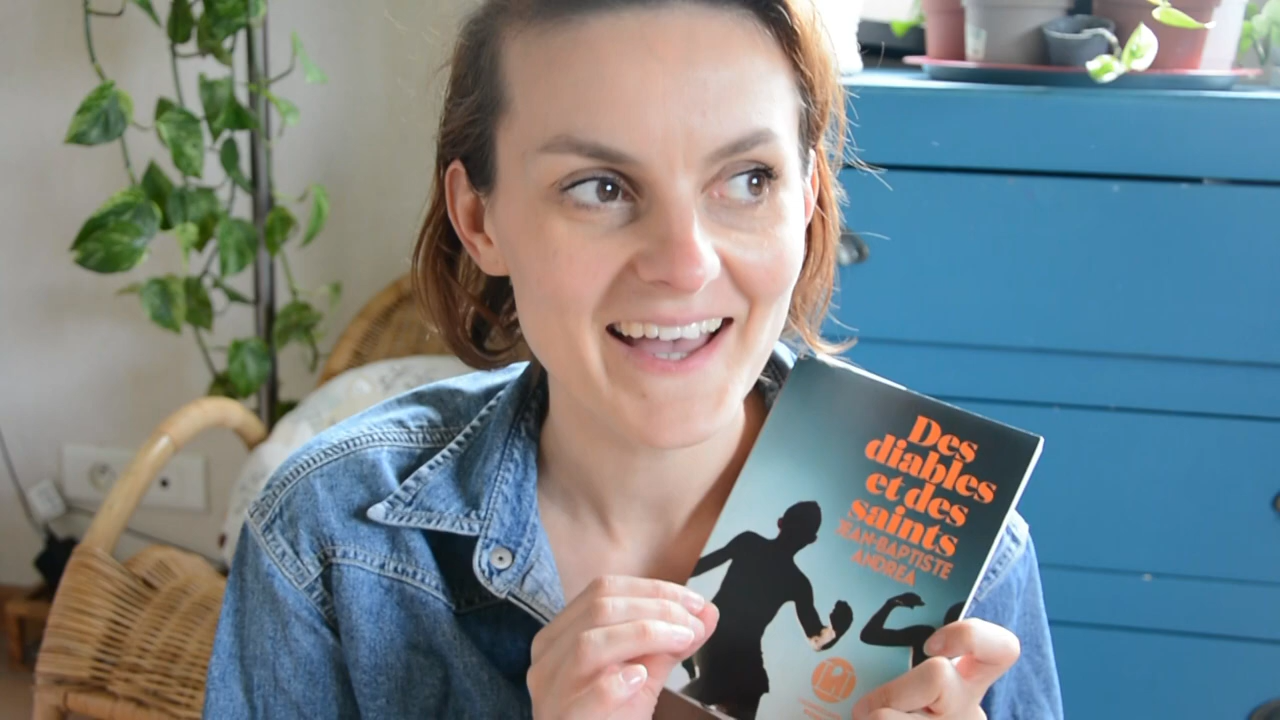 Des
diables
et des
saints
JEAN-BAPTISTE
ANDREA